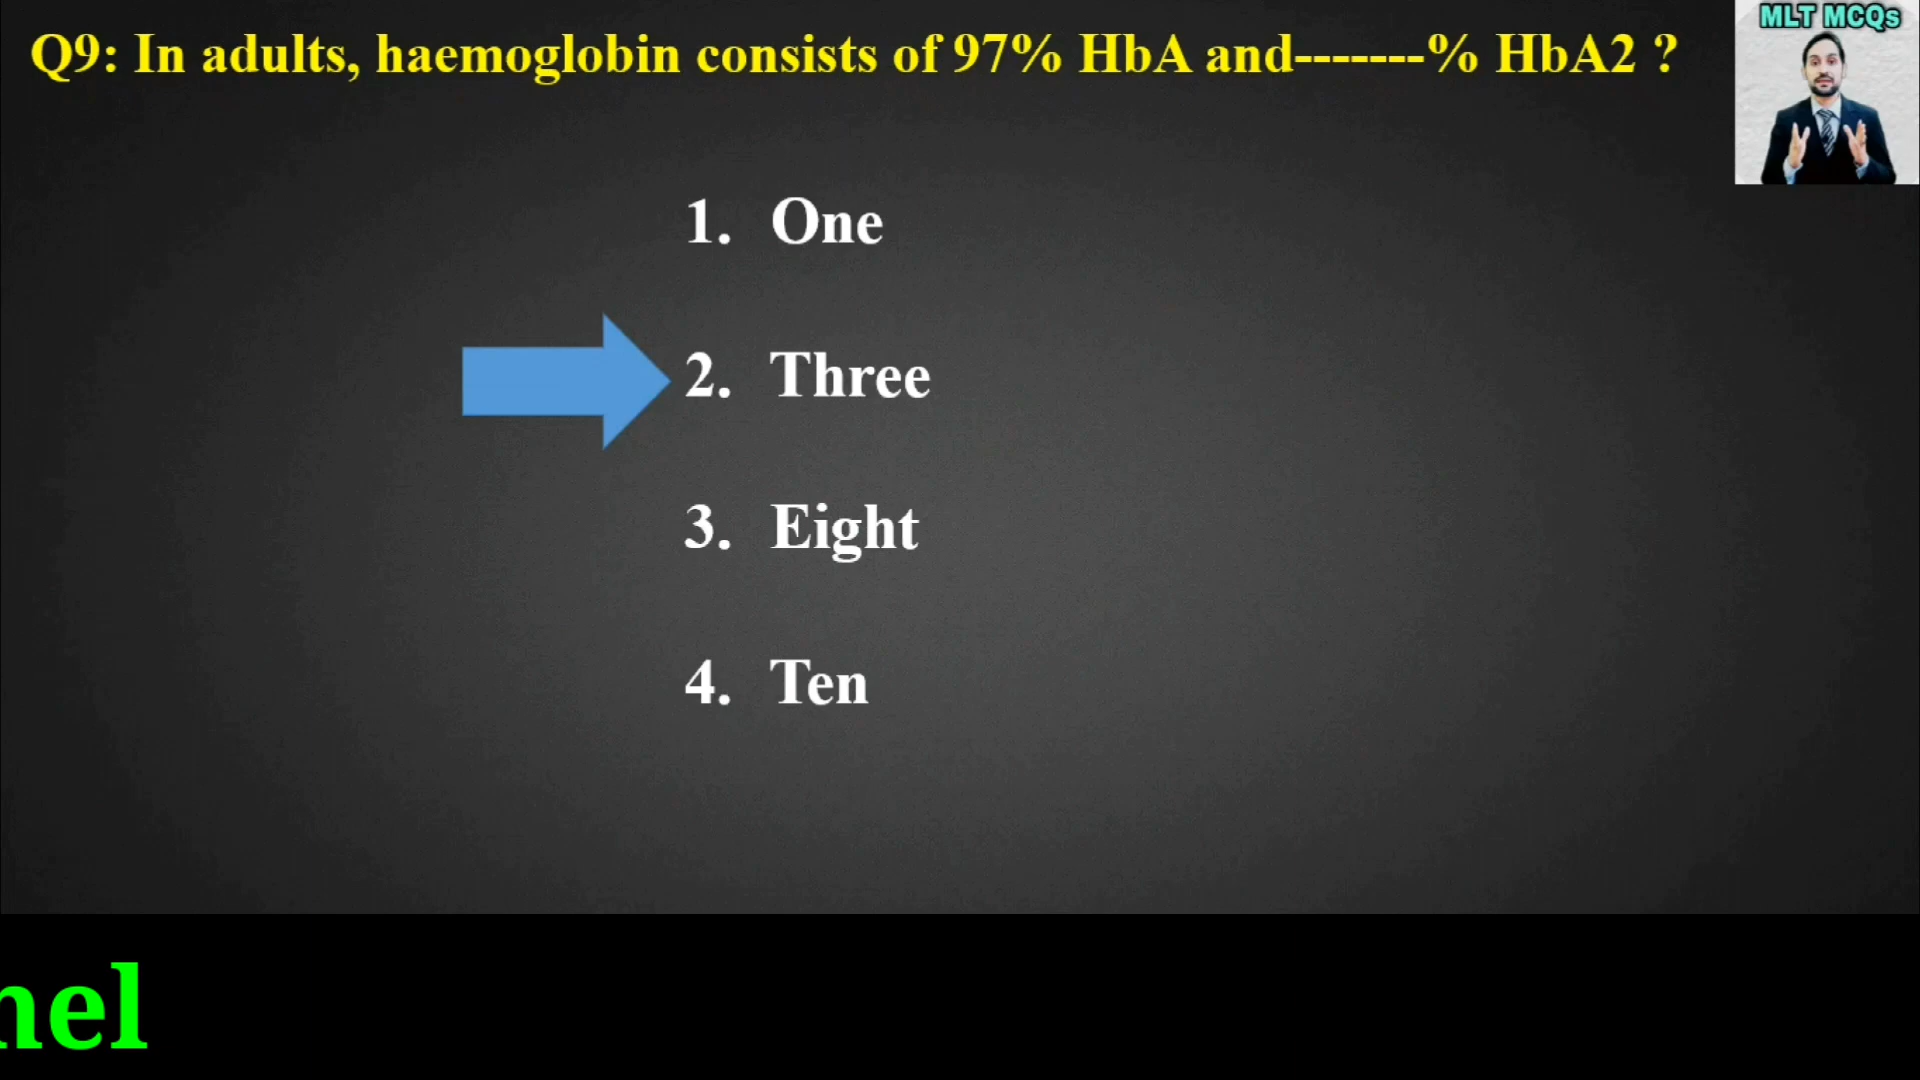 MLT MCQs
Q9: In adults, haemoglobin consists of 97% HbA and-------% HbA2 ?
1. One
2. Three
3. Eight
4. Ten
nel